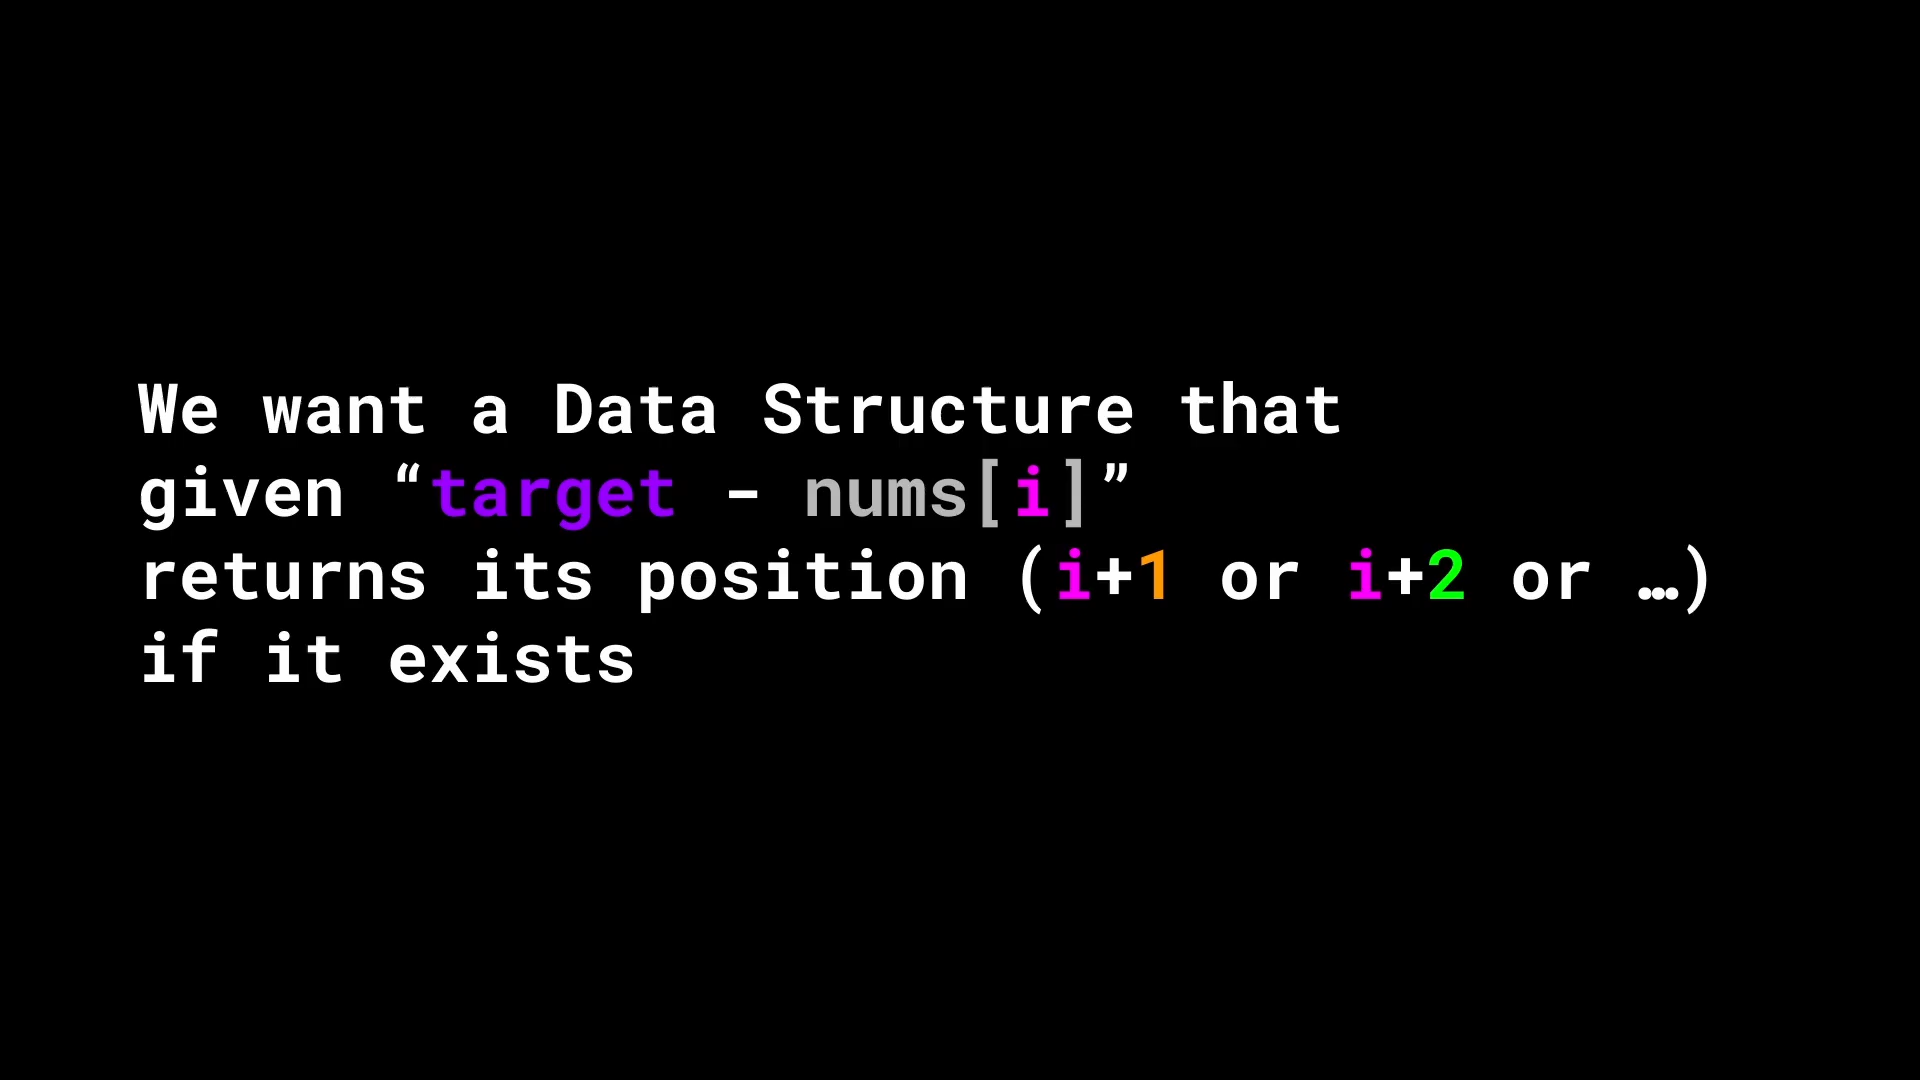 We want a Data Structure that
given “target - nums[i]”
returns its position (i+1 or i+2 or …)
if it exists